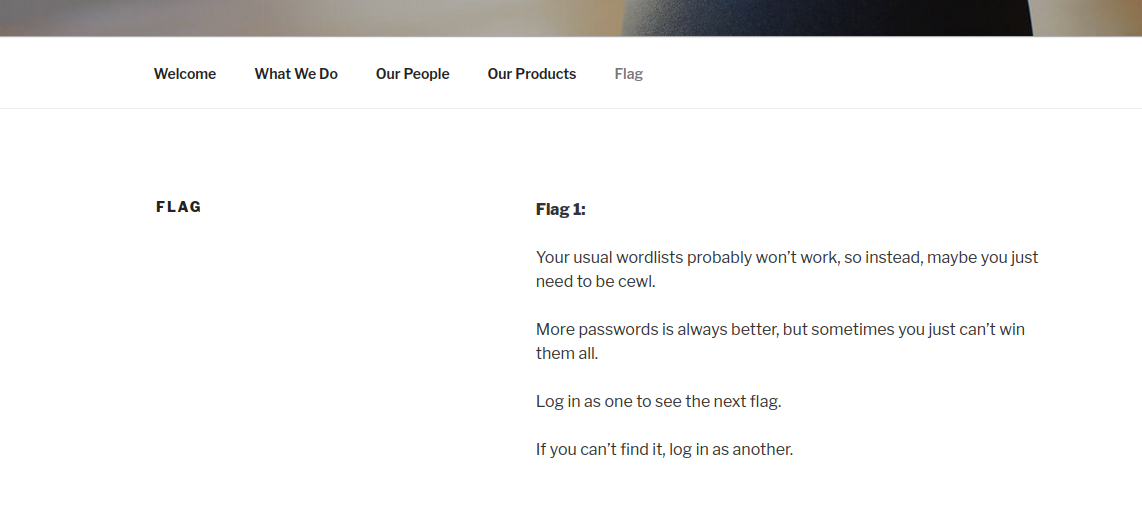 Welcome What We Do Our People Our Products Flag
FLAG
Flag 1:
Your usual wordlists probably won’t work, so instead, maybe you just
need to be cewl.
More passwords is always better, but sometimes you just can’t win
them all.
Log in as one to see the next flag.
If you can’t find it, log in as another.